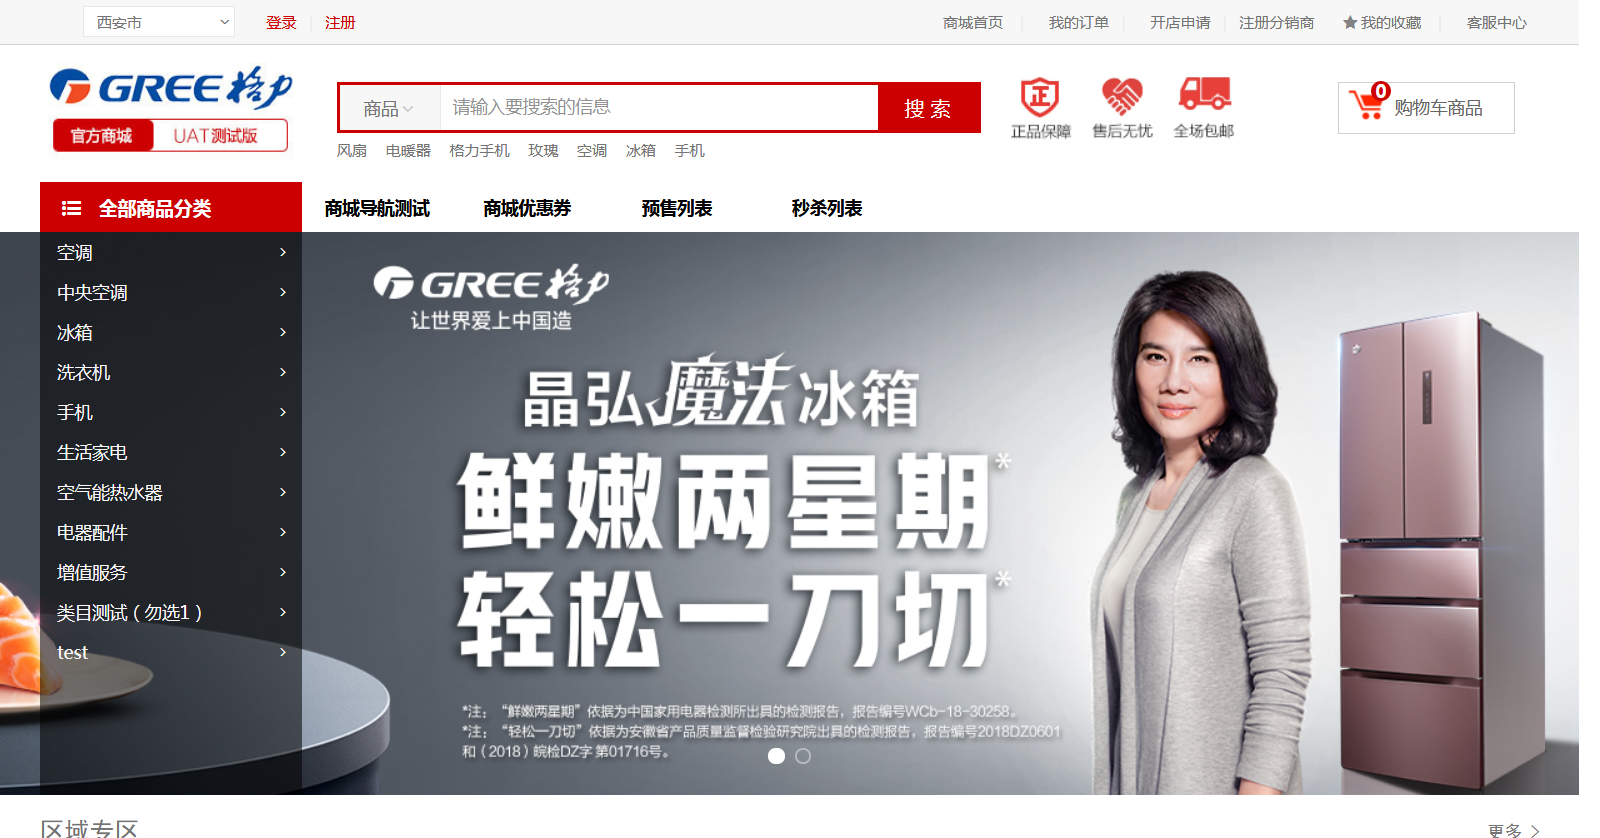 西安市 登录 注册 商城首页 我的订单 开店申请 注册分销商 我的收藏 客服中心
GREE格力
官方商城 UAT测试版
商品 请输入要搜索的信息 搜 索
风扇 电暖器 格力手机 玫瑰 空调 冰箱 手机
正
正品保障 售后无忧 全场包邮
0
购物车商品
全部商品分类 商城导航测试 商城优惠券 预售列表 秒杀列表
空调
中央空调
冰箱
洗衣机
手机
生活家电
空气能热水器
电器配件
增值服务
类目测试（勿选1）
test
GREE格力
让世界爱上中国造
晶弘魔法冰箱
鲜嫩两星期*
轻松一刀切*
*注：“鲜嫩两星期”依据为中国家用电器检测所出具的检测报告，报告编号WCb-18-30258。
*注：“轻松一刀切”依据为安徽省产品质量监督检验研究院出具的检测报告，报告编号2018DZ0601
和（2018）皖检DZ字 第01716号。
区域专区 更多